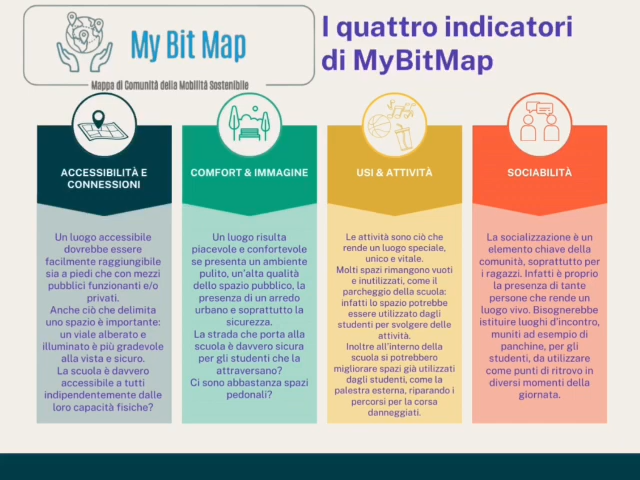 My Bit Map
Mappa di Comunità della Mobilità Sostenibile
I quattro indicatori
di MyBitMap
ACCESSIBILITÀ E
CONNESSIONI
Un luogo accessibile
dovrebbe essere
facilmente raggiungibile
sia a piedi che con mezzi
pubblici funzionanti e/o
privati.
Anche ciò che delimita
uno spazio è importante:
un viale alberato e
illuminato è più gradevole
alla vista e sicuro.
La scuola è davvero
accessibile a tutti
indipendentemente dalle
loro capacità fisiche?
COMFORT & IMMAGINE
Un luogo risulta
piacevole e confortevole
se presenta un ambiente
pulito, un'alta qualità
dello spazio pubblico, la
presenza di un arredo
urbano e soprattutto la
sicurezza.
La strada che porta alla
scuola è davvero sicura
per gli studenti che la
attraversano?
Ci sono abbastanza spazi
pedonali?
USI & ATTIVITÀ
Le attività sono ciò che
rende un luogo speciale,
unico e vitale.
Molti spazi rimangono vuoti
e inutilizzati, come il
parcheggio della scuola:
infatti lo spazio potrebbe
essere utilizzato dagli
studenti per svolgere delle
attività.
Inoltre all'interno della
scuola si potrebbero
migliorare spazi già utilizzati
dagli studenti, come la
palestra esterna, riparando i
percorsi per la corsa
danneggiati.
SOCIABILITÀ
La socializzazione è un
elemento chiave della
comunità, soprattutto per
i ragazzi. Infatti è proprio
la presenza di tante
persone che rende un
luogo vivo. Bisognerebbe
istituire luoghi d'incontro,
muniti ad esempio di
panchine, per gli
studenti, da utilizzare
come punti di ritrovo in
diversi momenti della
giornata.